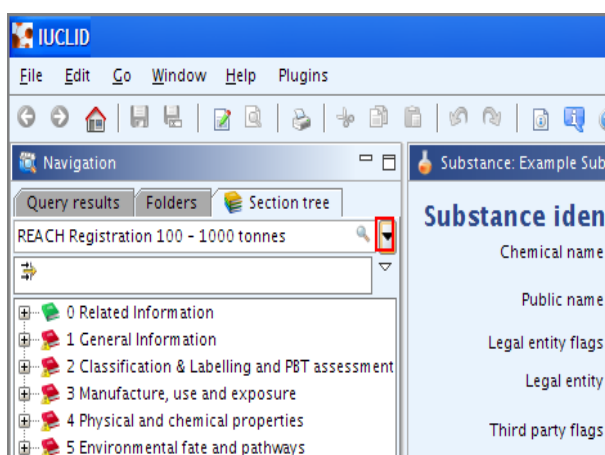 IUCLID
File Edit Go Window Help Plugins
Navigation
Substance: Example Sub
Query results Folders Section tree
Substance iden
REACH Registration 100 - 1000 tonnes
Chemical name
Public name
0 Related Information
1 General Information
Legal entity flags
2 Classification & Labelling and PBT assessment
Legal entity
3 Manufacture, use and exposure
4 Physical and chemical properties
Third party flags
5 Environmental fate and pathways